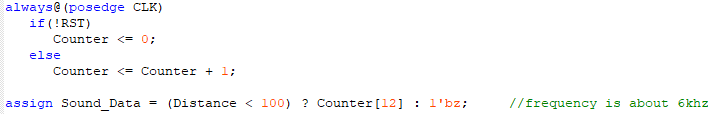 always@(posedge CLK)
if(!RST)
Counter <= 0;
else
Counter <= Counter + 1;
assign Sound_Data = (Distance < 100) ? Counter[12] : 1'bz; //frequency is about 6khz